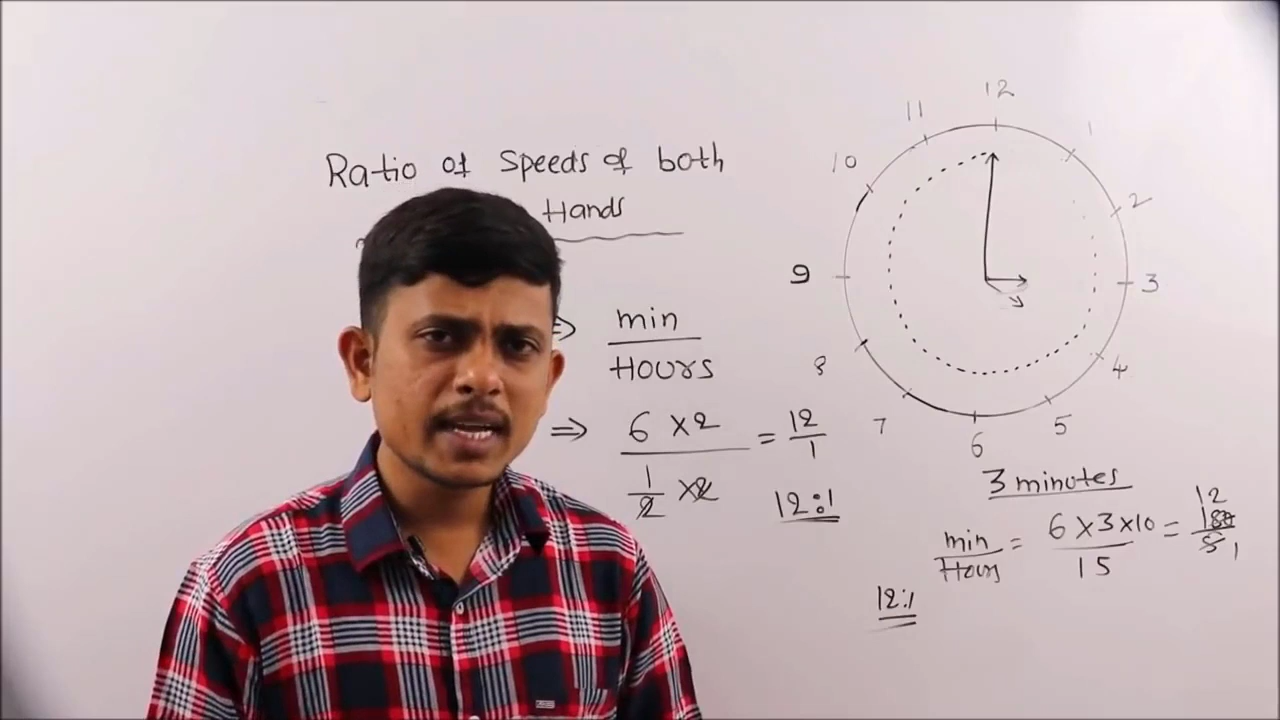 Ratio of Speeds of both
Hands
⇒ min
Hours
⇒ 6 ×2 = 12
1/2 ×2 1
12:1
12
1
2
3
4
5
6
7
8
9
10
11
3 minutes
min = 6 ×3 ×10 = 180 12
Hours 15 1
12:1